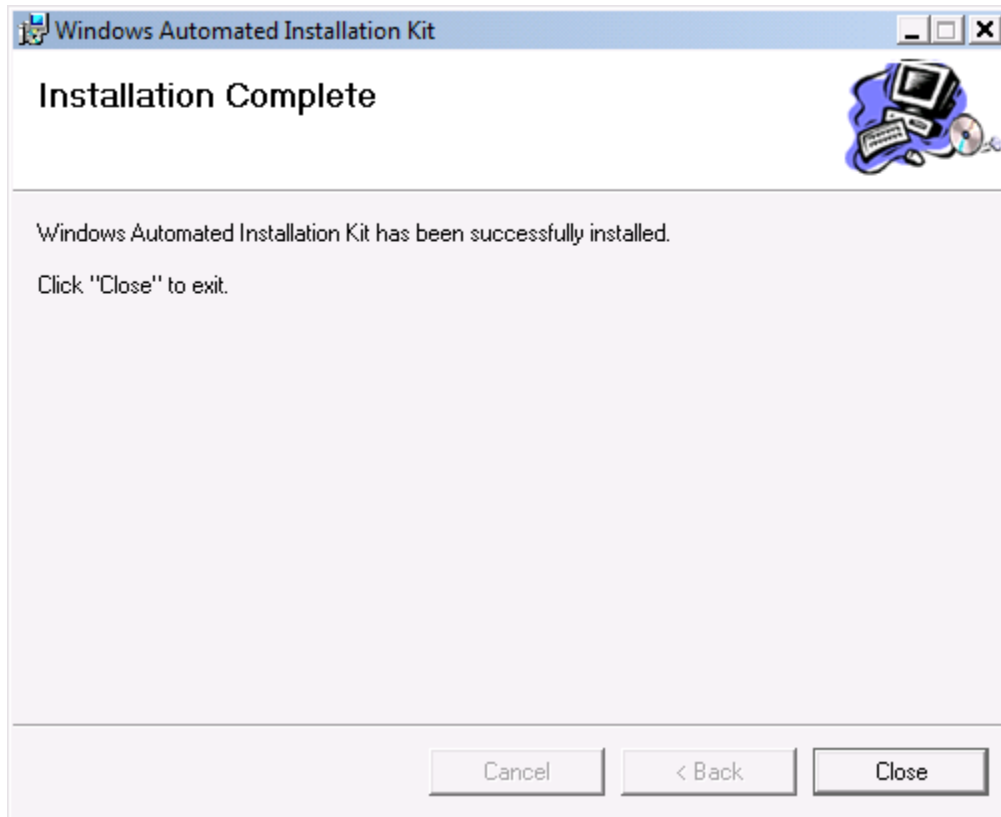 Windows Automated Installation Kit
Installation Complete
Windows Automated Installation Kit has been successfully installed.
Click "Close" to exit.
Cancel
< Back
Close